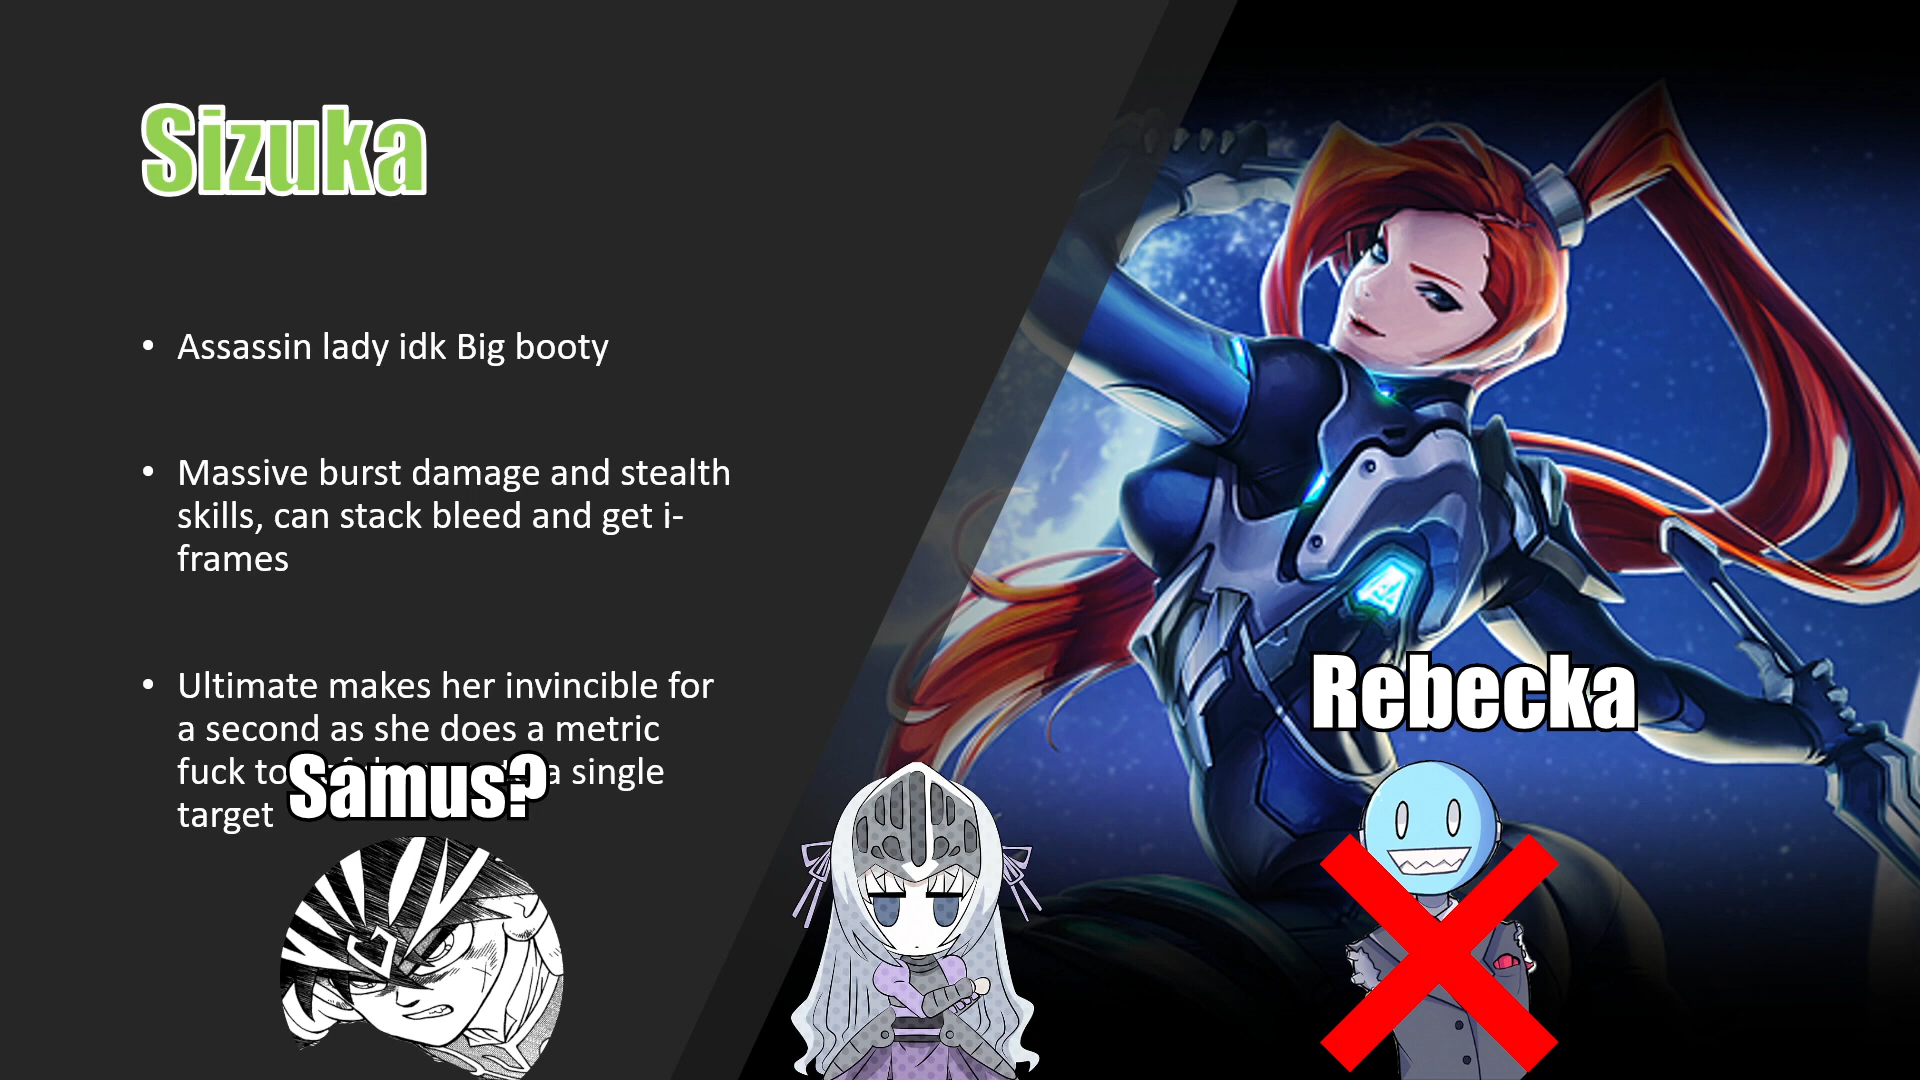 Sizuka
• Assassin lady idk Big booty
• Massive burst damage and stealth
skills, can stack bleed and get i-
frames
• Ultimate makes her invincible for
a second as she does a metric
fuck to a single
target
Samus?
Rebecka